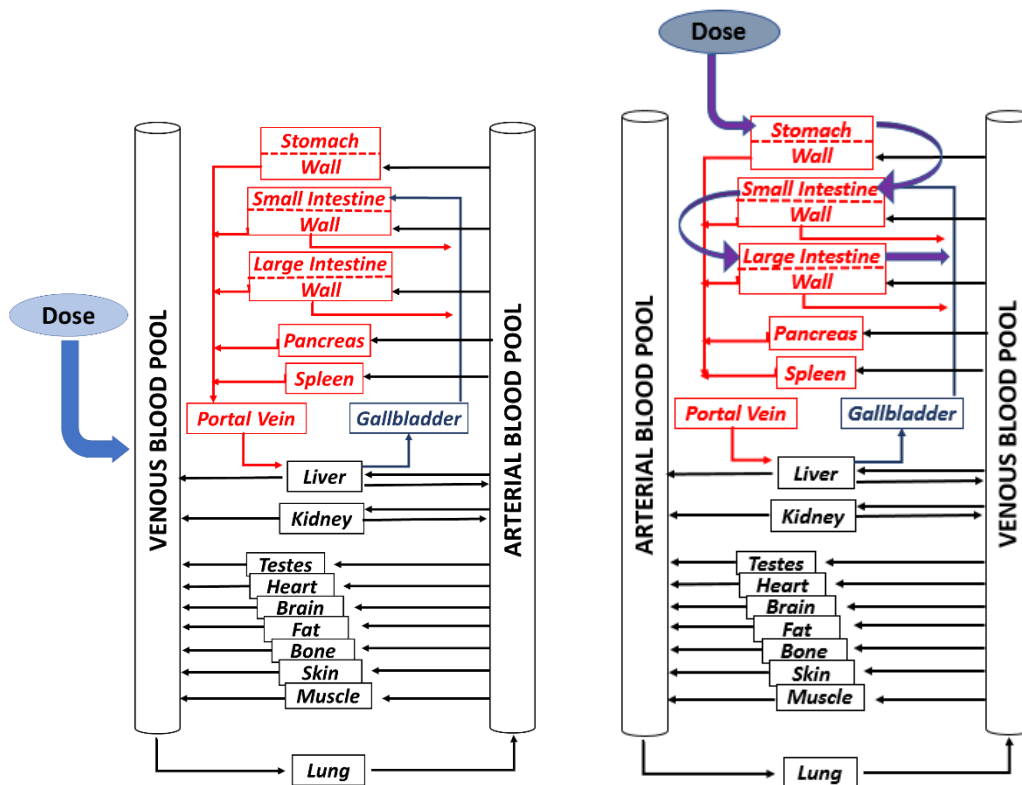 Dose
VENOUS BLOOD POOL
Stomach
Wall
Small Intestine
Wall
Large Intestine
Wall
Pancreas
Spleen
Portal Vein
Gallbladder
Liver
Kidney
Testes
Heart
Brain
Fat
Bone
Skin
Muscle
Lung
ARTERIAL BLOOD POOL
Dose
ARTERIAL BLOOD POOL
Stomach
Wall
Small Intestine
Wall
Large Intestine
Wall
Pancreas
Spleen
Portal Vein
Gallbladder
Liver
Kidney
Testes
Heart
Brain
Fat
Bone
Skin
Muscle
Lung
VENOUS BLOOD POOL